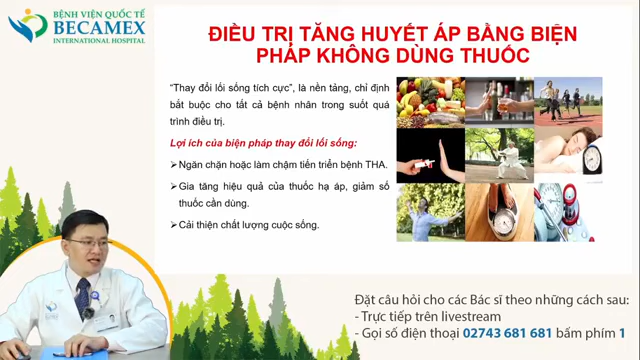 BỆNH VIỆN QUỐC TẾ
BECAMEX
INTERNATIONAL HOSPITAL
ĐIỀU TRỊ TĂNG HUYẾT ÁP BẰNG BIỆN
PHÁP KHÔNG DÙNG THUỐC
“Thay đổi lối sống tích cực”, là nền tảng, chỉ định
bắt buộc cho tất cả bệnh nhân trong suốt quá
trình điều trị.
Lợi ích của biện pháp thay đổi lối sống:
➢Ngăn chặn hoặc làm chậm tiến triển bệnh THA.
➢Gia tăng hiệu quả của thuốc hạ áp, giảm số
thuốc cần dùng.
➢Cải thiện chất lượng cuộc sống.
Đặt câu hỏi cho các Bác sĩ theo những cách sau:
- Trực tiếp trên livestream
- Gọi số điện thoại 02743 681 681 bấm phím 1